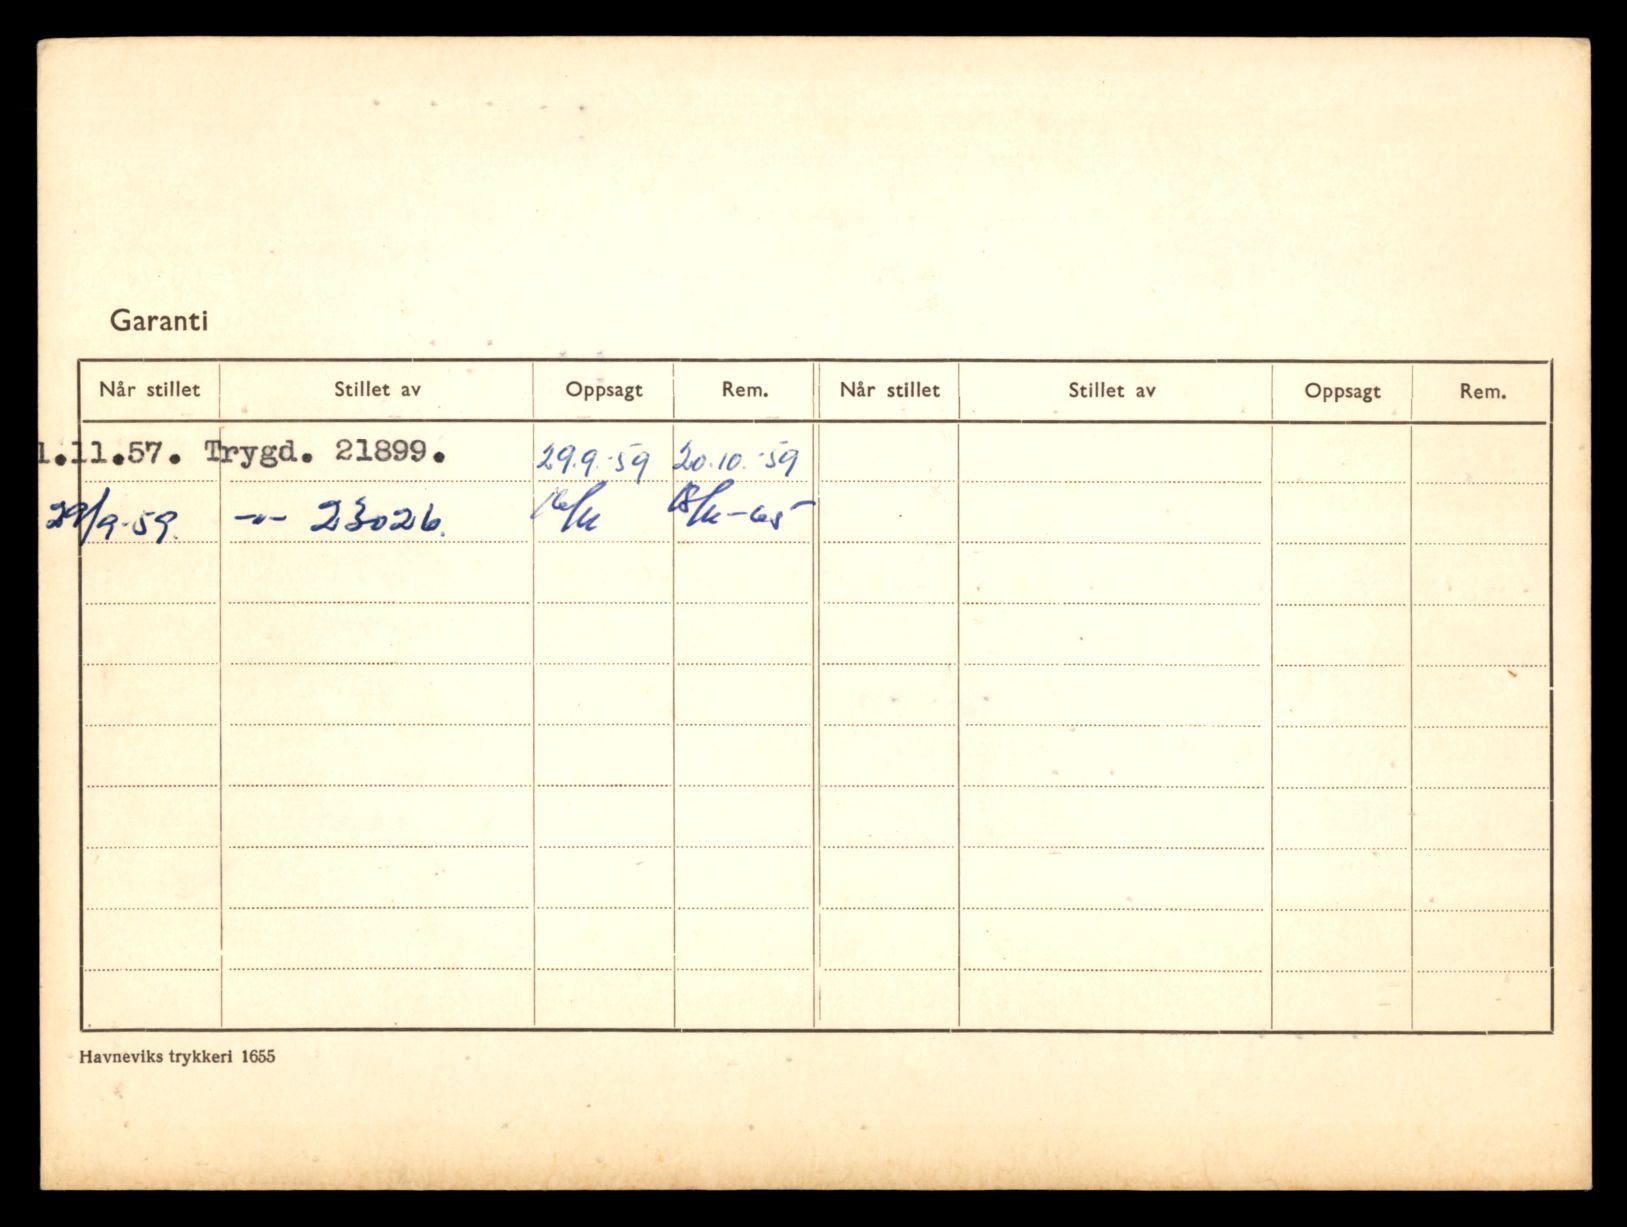 Garanti
Når stillet Stillet av Oppsagt Rem. Når stillet Stillet av Oppsagt Rem.
1.11.57. Trygd. 21899. 29.9.-59 20.10.-59
29/9-59. -"- 23026.
Havneviks trykkeri 1655